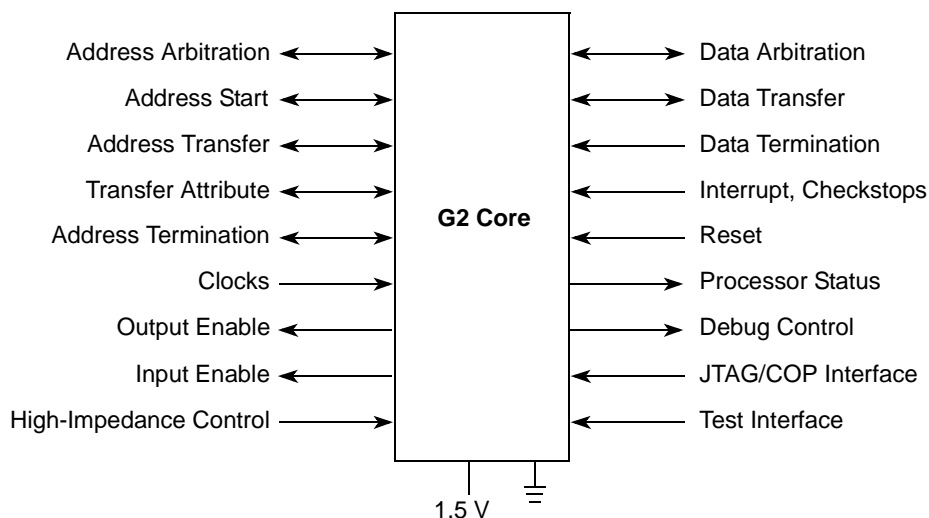 Address Arbitration
Address Start
Address Transfer
Transfer Attribute
Address Termination
Clocks
Output Enable
Input Enable
High-Impedance Control
G2 Core
Data Arbitration
Data Transfer
Data Termination
Interrupt, Checkstops
Reset
Processor Status
Debug Control
JTAG/COP Interface
Test Interface
1.5 V